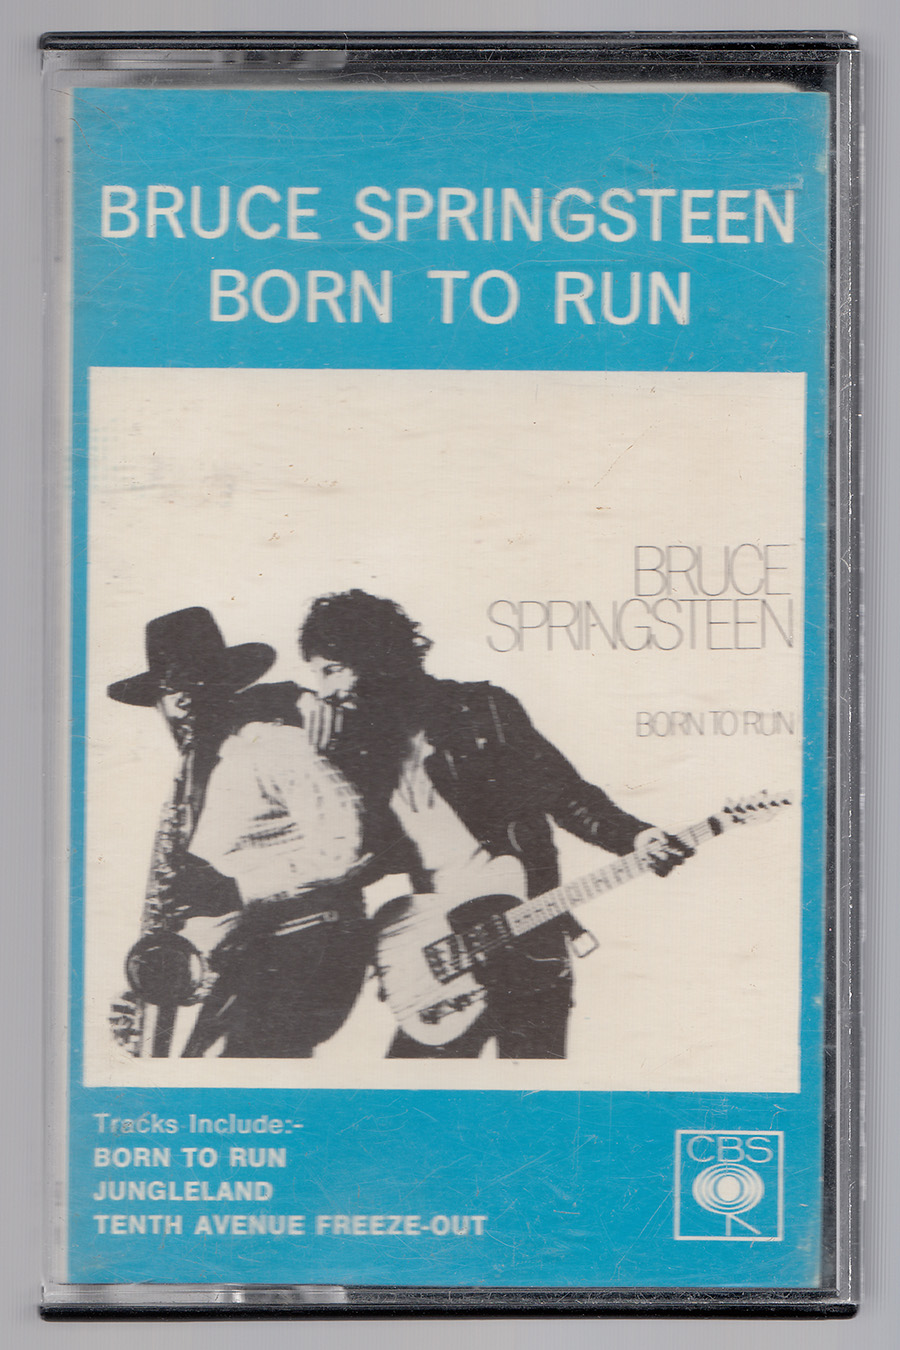 BRUCE SPRINGSTEEN
BORN TO RUN
BRUCE
SPRINGSTEEN
BORN TO RUN
Tracks Include:-
BORN TO RUN
JUNGLELAND
TENTH AVENUE FREEZE-OUT
CBS